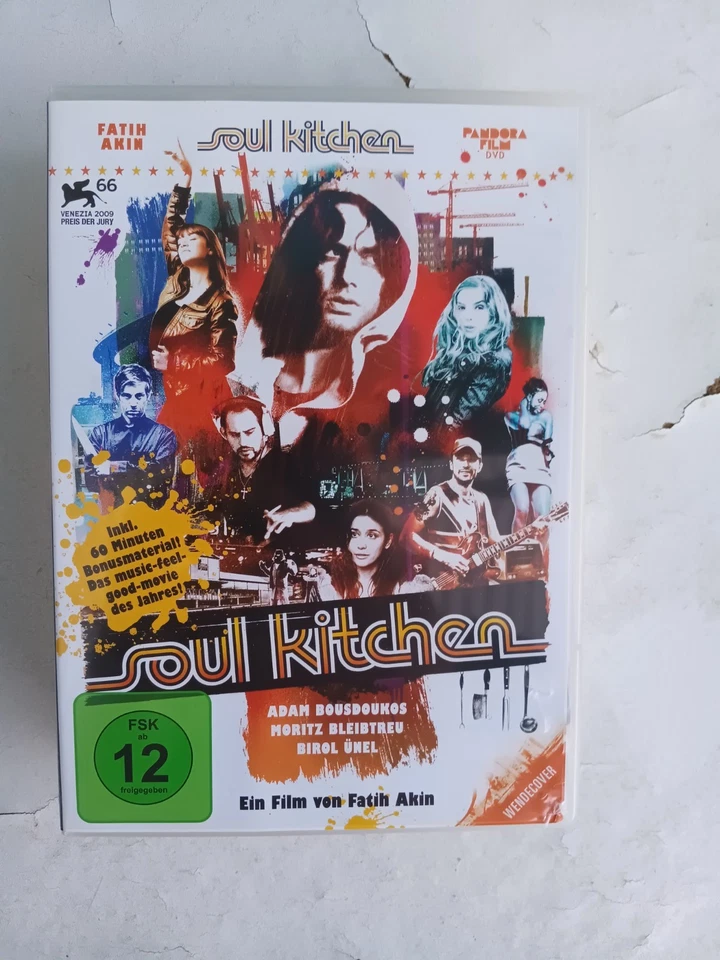 FATIH
AKIN
soul kitchen
PANDORA
FILM
DVD
66
VENEZIA 2009
PREIS DER JURY
Inkl.
60 Minuten
Bonusmaterial!
Das music-feel-
good-movie
des Jahres!
soul kitchen
ADAM BOUSDOUKOS
MORITZ BLEIBTREU
BIROL ÜNEL
FSK
ab
12
freigegeben
Ein Film von Fatih Akin
WENDECOVER